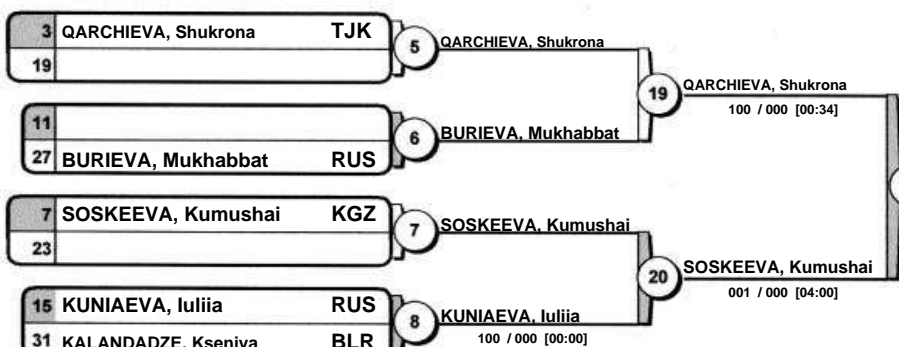 3 QARCHIEVA, Shukrona TJK
19
5
QARCHIEVA, Shukrona
19
QARCHIEVA, Shukrona
100 / 000 [00:34]
11
27 BURIEVA, Mukhabbat RUS
6
BURIEVA, Mukhabbat
7 SOSKEEVA, Kumushai KGZ
23
7
SOSKEEVA, Kumushai
20
SOSKEEVA, Kumushai
001 / 000 [04:00]
15 KUNIAEVA, Iuliia RUS
31 KALANDADZE, Kseniya BLR
8
KUNIAEVA, Iuliia
100 / 000 [00:00]